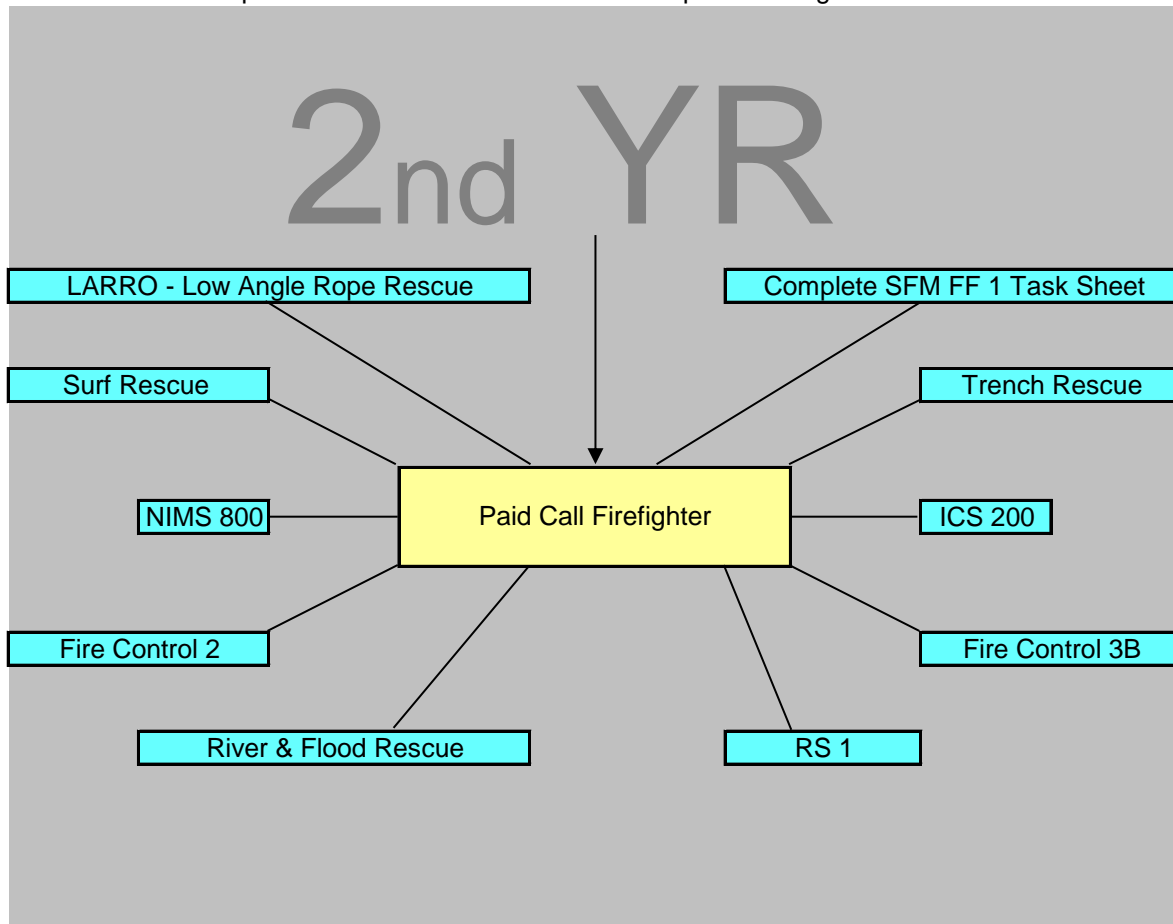 2nd YR
LARRO - Low Angle Rope Rescue
Complete SFM FF 1 Task Sheet
Surf Rescue
Trench Rescue
NIMS 800
Paid Call Firefighter
ICS 200
Fire Control 2
Fire Control 3B
River & Flood Rescue
RS 1